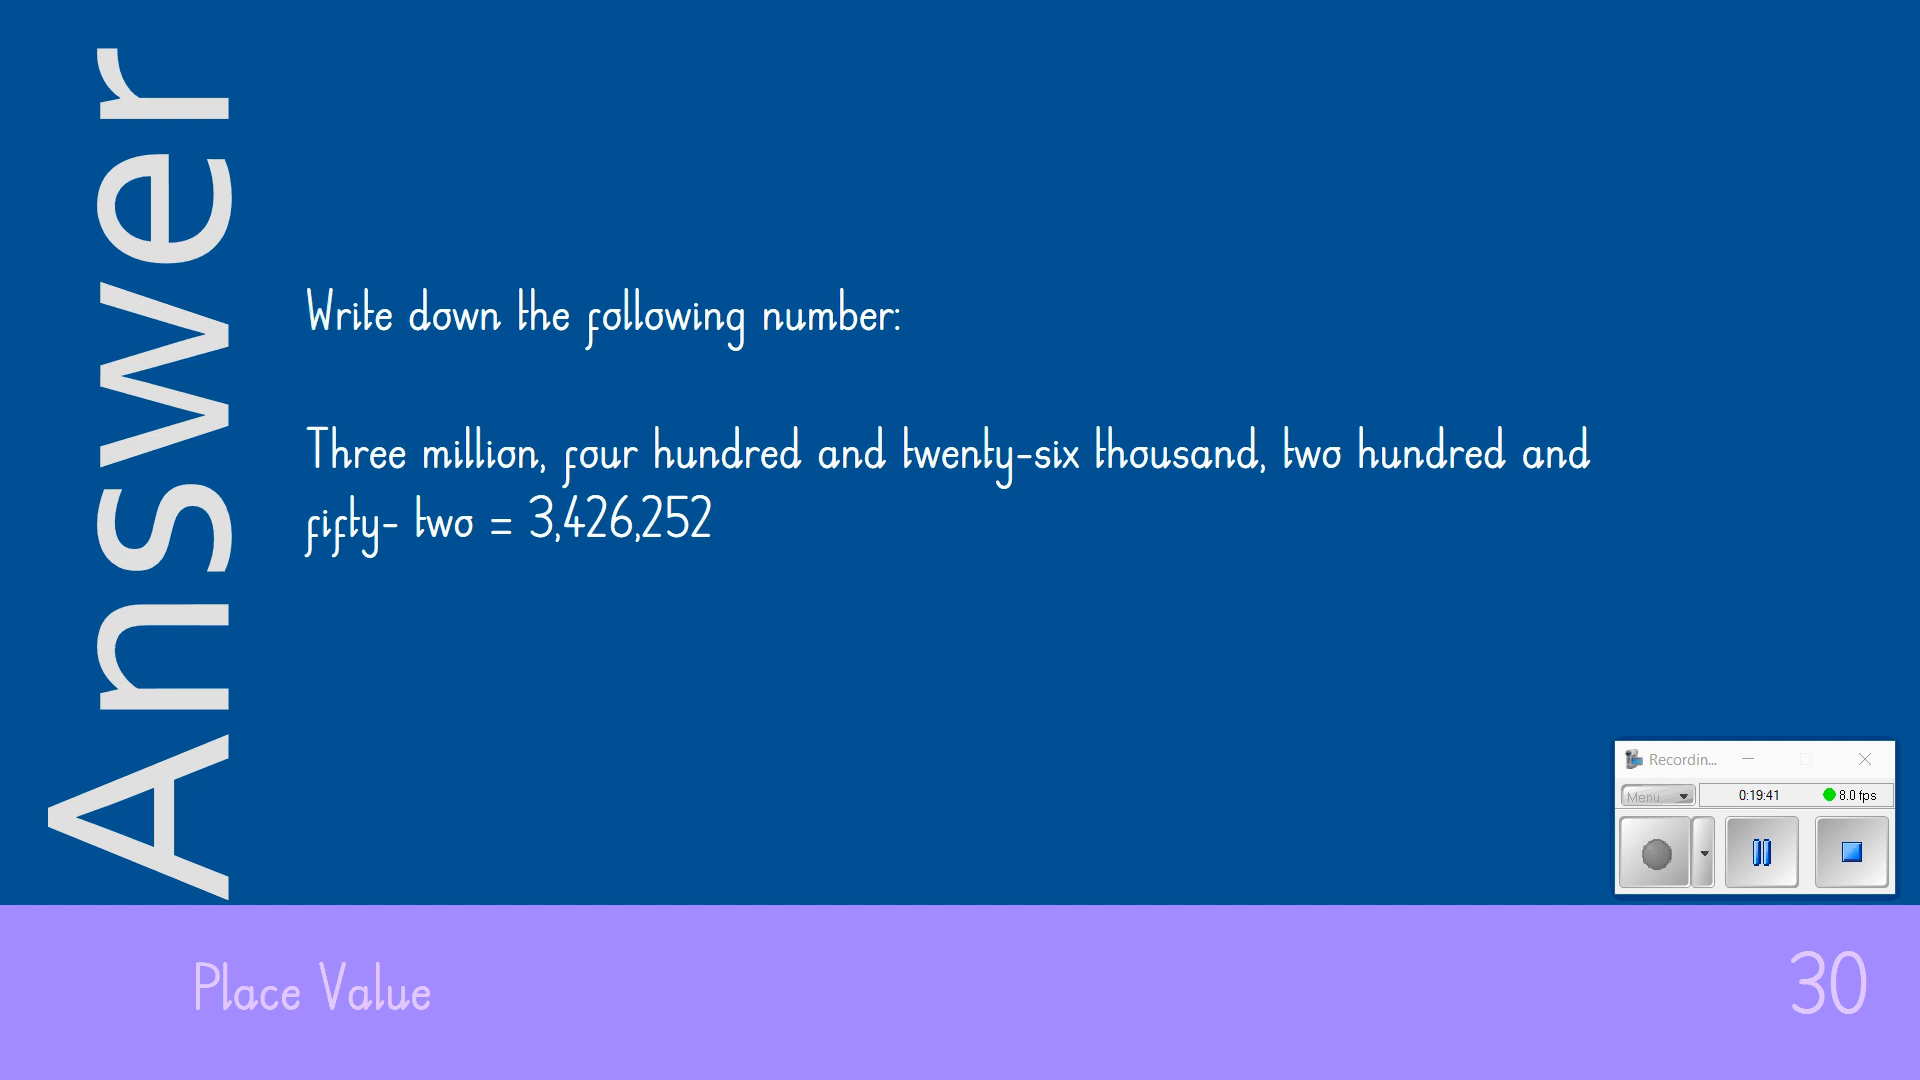 Answer
Write down the following number:
Three million, four hundred and twenty-six thousand, two hundred and
fifty- two = 3,426,252
Recordin...
Menu
0:19:41
8.0 fps
Place Value
30